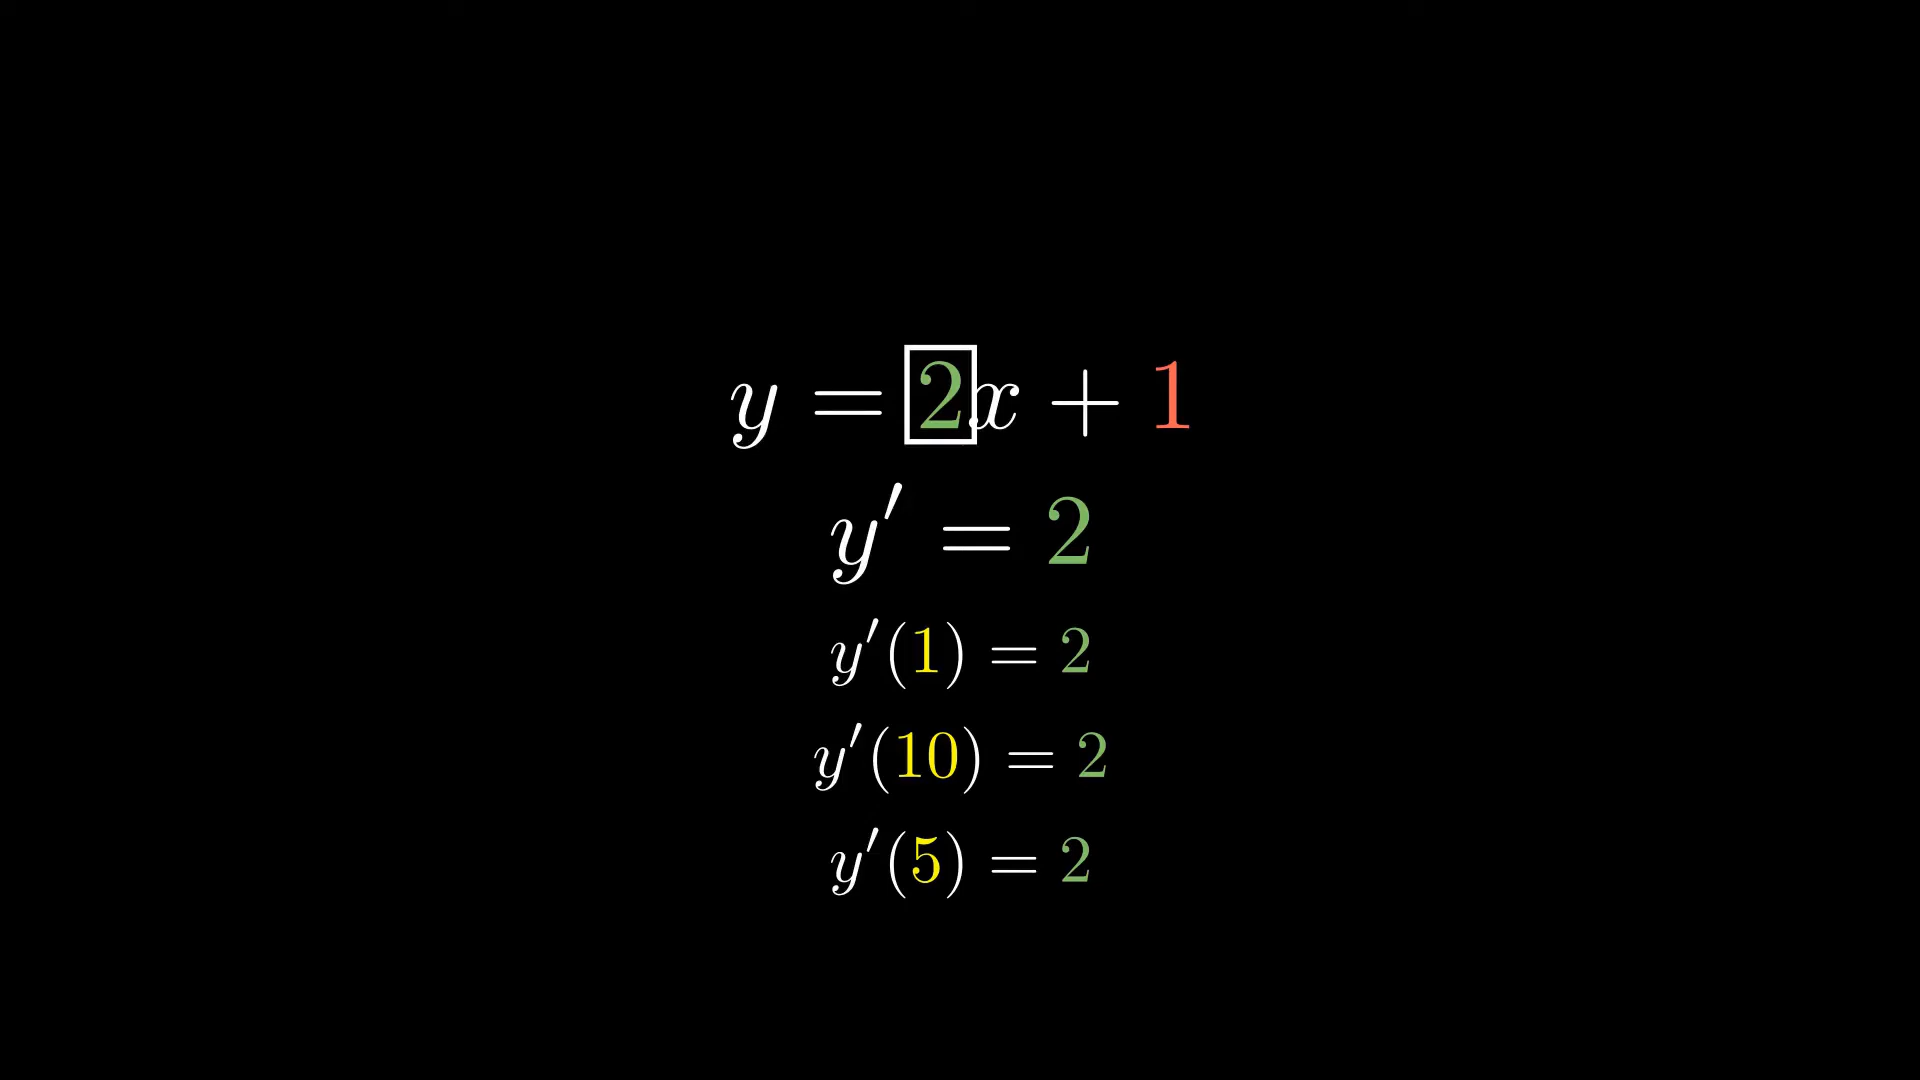 y = 2x + 1
y′ = 2
y′(1) = 2
y′(10) = 2
y′(5) = 2